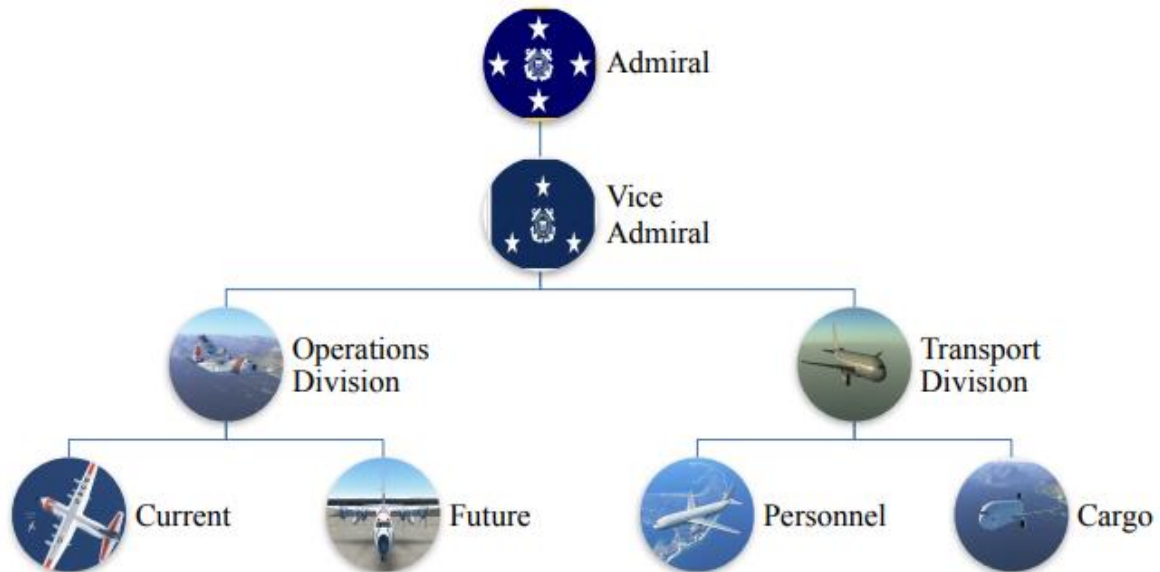 Admiral
Vice
Admiral
Operations
Division
Transport
Division
Current
Future
Personnel
Cargo